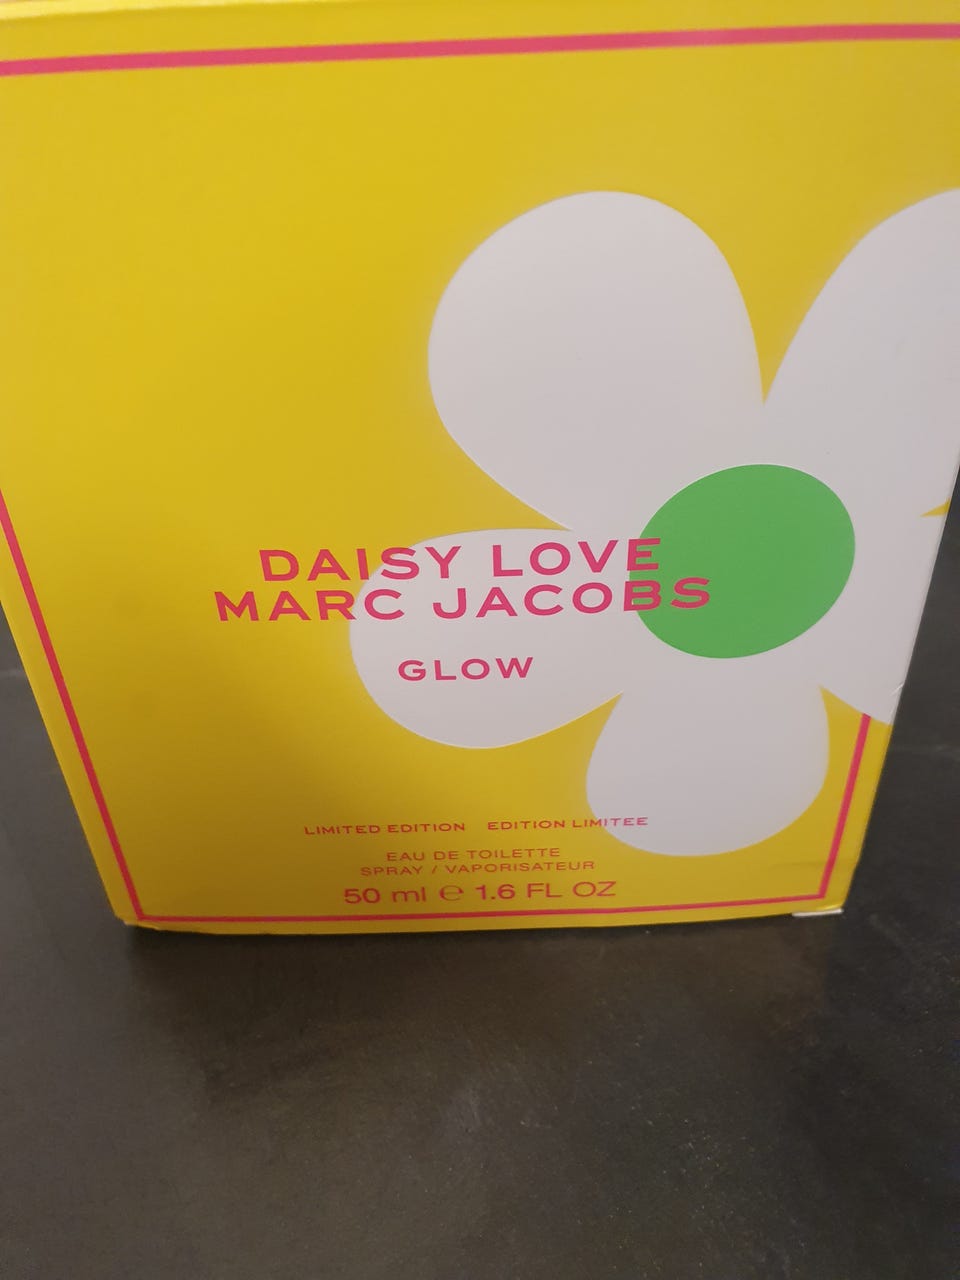 DAISY LOVE
MARC JACOBS
GLOW
LIMITED EDITION EDITION LIMITEE
EAU DE TOILETTE
SPRAY / VAPORISATEUR
50 ml ℮ 1.6 FL OZ